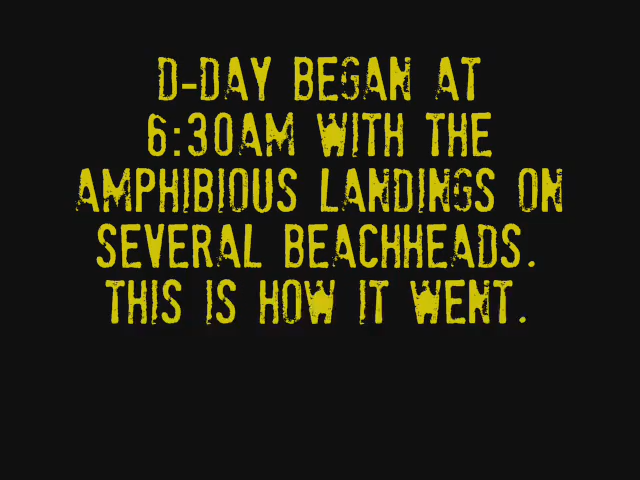 D-DAY BEGAN AT
6:30AM WITH THE
AMPHIBIOUS LANDINGS ON
SEVERAL BEACHHEADS.
THIS IS HOW IT WENT.